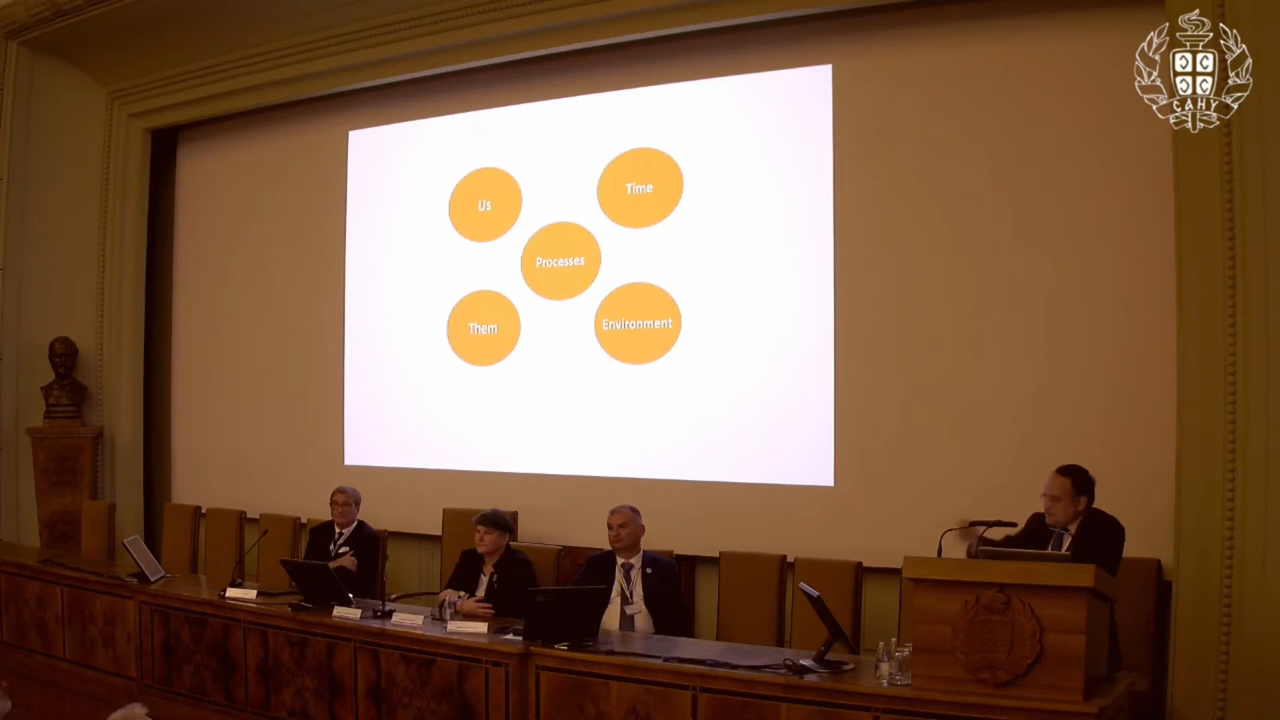 Us
Time
Processes
Them
Environment
САНУ